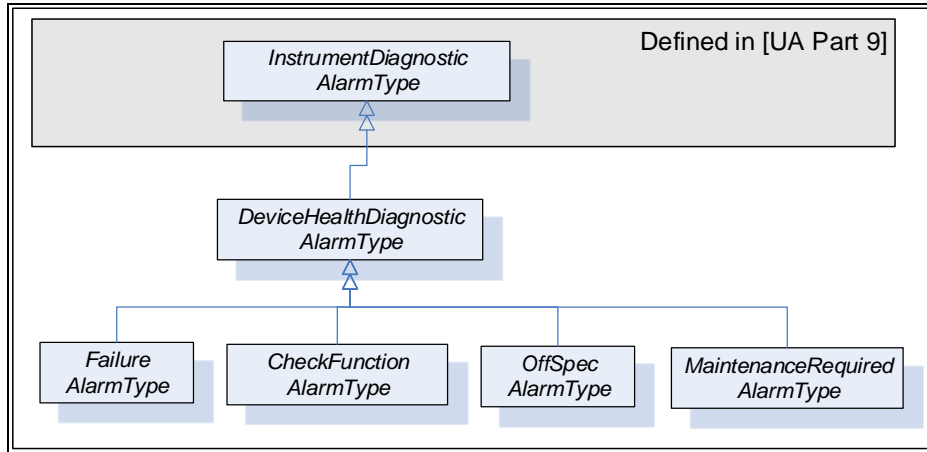 Defined in [UA Part 9]
InstrumentDiagnostic
AlarmType
DeviceHealthDiagnostic
AlarmType
Failure
AlarmType
CheckFunction
AlarmType
OffSpec
AlarmType
MaintenanceRequired
AlarmType